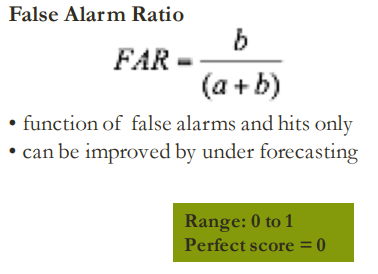 False Alarm Ratio
FAR = b / (a + b)
• function of false alarms and hits only
• can be improved by under forecasting
Range: 0 to 1
Perfect score = 0